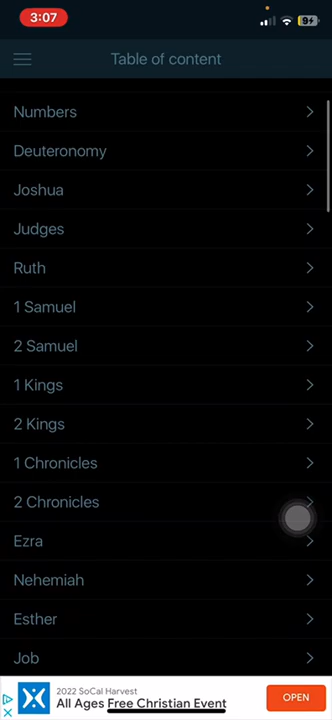 3:07
9
Table of content
Numbers
Deuteronomy
Joshua
Judges
Ruth
1 Samuel
2 Samuel
1 Kings
2 Kings
1 Chronicles
2 Chronicles
Ezra
Nehemiah
Esther
Job
2022 SoCal Harvest
All Ages Free Christian Event
OPEN